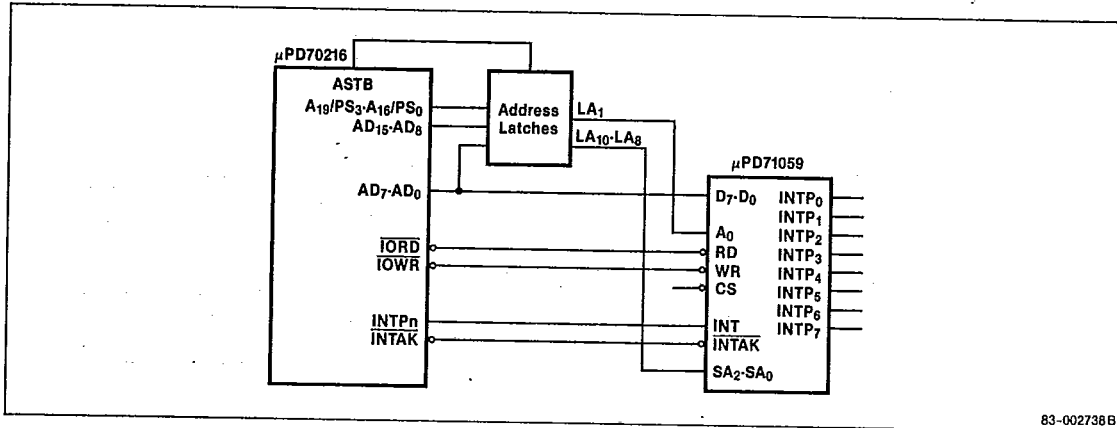 μPD70216
ASTB
A₁₉/PS₃-A₁₆/PS₀
AD₁₅-AD₈
AD₇-AD₀
IORD
IOWR
INTPn
INTAK
Address
Latches
LA₁
LA₁₀-LA₈
μPD71059
D₇-D₀
A₀
RD
WR
CS
INT
INTAK
SA₂-SA₀
INTP₀
INTP₁
INTP₂
INTP₃
INTP₄
INTP₅
INTP₆
INTP₇
83-002738B